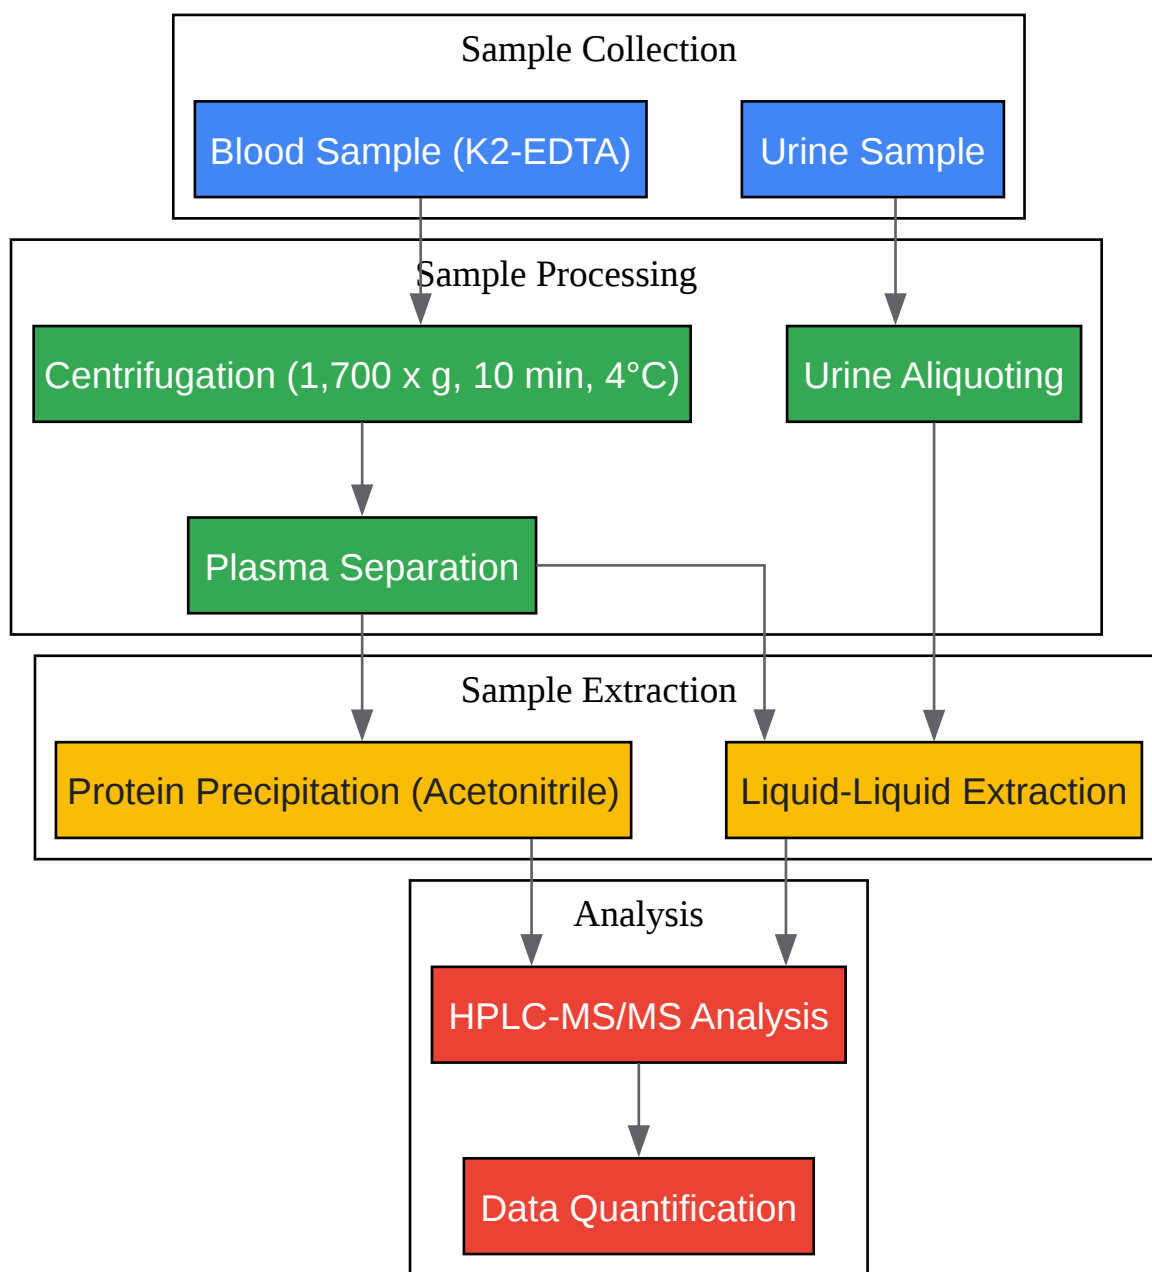 Sample Collection
Blood Sample (K2-EDTA)
Urine Sample
Sample Processing
Centrifugation (1,700 x g, 10 min, 4°C)
Urine Aliquoting
Plasma Separation
Sample Extraction
Protein Precipitation (Acetonitrile)
Liquid-Liquid Extraction
Analysis
HPLC-MS/MS Analysis
Data Quantification